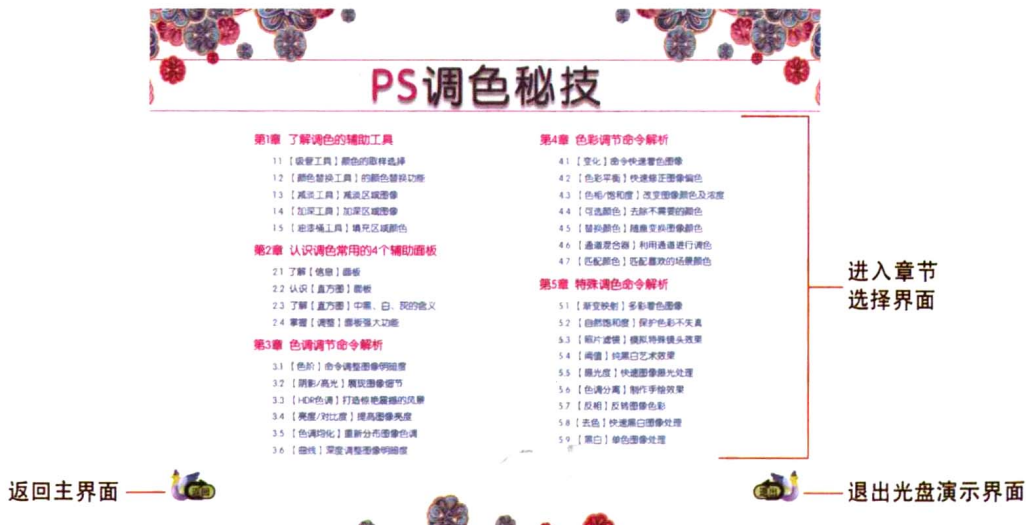 PS调色秘技
第1章 了解调色的辅助工具
1.1 【吸管工具】颜色的取样选择
1.2 【颜色替换工具】的颜色替换功能
1.3 【减淡工具】减淡区域图像
1.4 【加深工具】加深区域图像
1.5 【油漆桶工具】填充区域颜色
第2章 认识调色常用的4个辅助面板
2.1 了解【信息】面板
2.2 认识【直方图】面板
2.3 了解【直方图】中黑、白、灰的含义
2.4 掌握【调整】面板强大功能
第3章 色调调节命令解析
3.1 【色阶】命令调整图像明暗度
3.2 【阴影/高光】展现图像细节
3.3 【HDR色调】打造惊艳震撼的风景
3.4 【亮度/对比度】提高图像亮度
3.5 【色调均化】重新分布图像色调
3.6 【曲线】深度调整图像明暗度
第4章 色彩调节命令解析
4.1 【变化】命令快速着色图像
4.2 【色彩平衡】快速修正图像偏色
4.3 【色相/饱和度】改变图像颜色及浓度
4.4 【可选颜色】去除不需要的颜色
4.5 【替换颜色】随意变换图像颜色
4.6 【通道混合器】利用通道进行调色
4.7 【匹配颜色】匹配喜欢的场景颜色
第5章 特殊调色命令解析
5.1 【渐变映射】多彩着色图像
5.2 【自然饱和度】保护色彩不失真
5.3 【照片滤镜】模拟特殊镜头效果
5.4 【阈值】纯黑白艺术效果
5.5 【曝光度】快速图像曝光处理
5.6 【色调分离】制作手绘效果
5.7 【反相】反转图像色彩
5.8 【去色】快速黑白图像处理
5.9 【黑白】单色图像处理
进入章节
选择界面
返回主界面
退出光盘演示界面